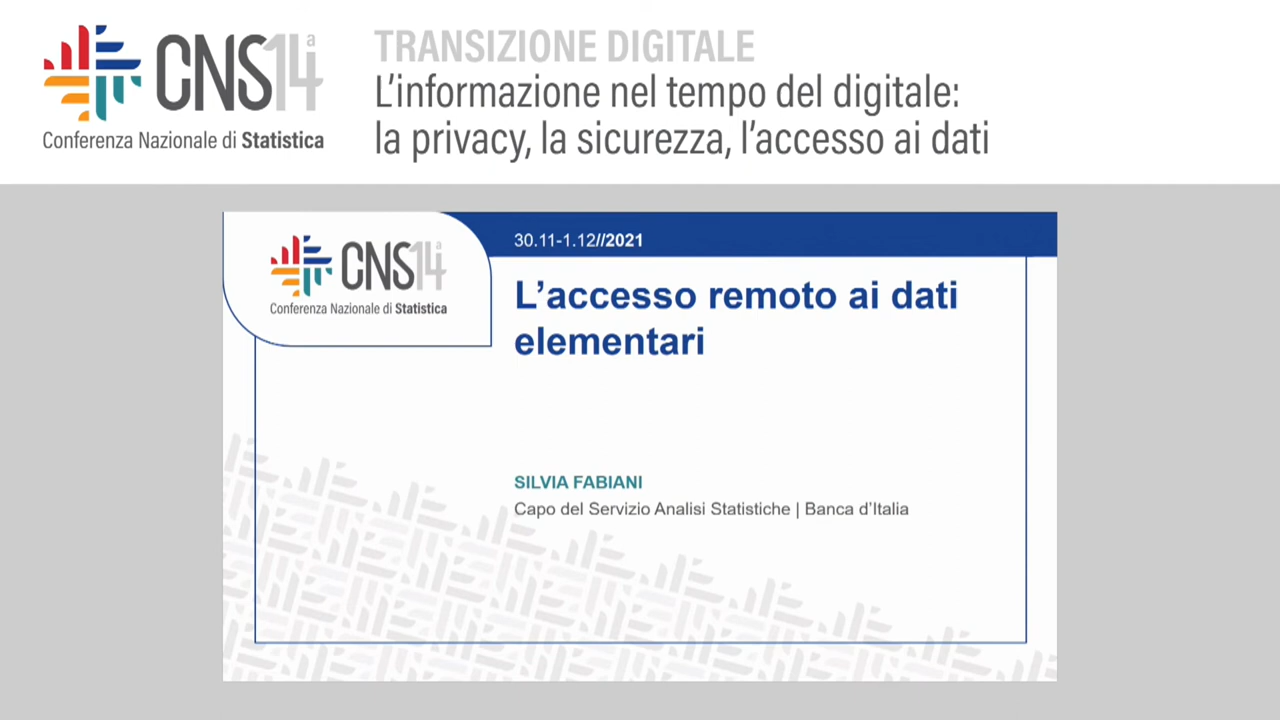 CNS14ª
Conferenza Nazionale di Statistica
TRANSIZIONE DIGITALE
L'informazione nel tempo del digitale:
la privacy, la sicurezza, l'accesso ai dati
CNS14ª
Conferenza Nazionale di Statistica
30.11-1.12//2021
L'accesso remoto ai dati
elementari
SILVIA FABIANI
Capo del Servizio Analisi Statistiche | Banca d'Italia